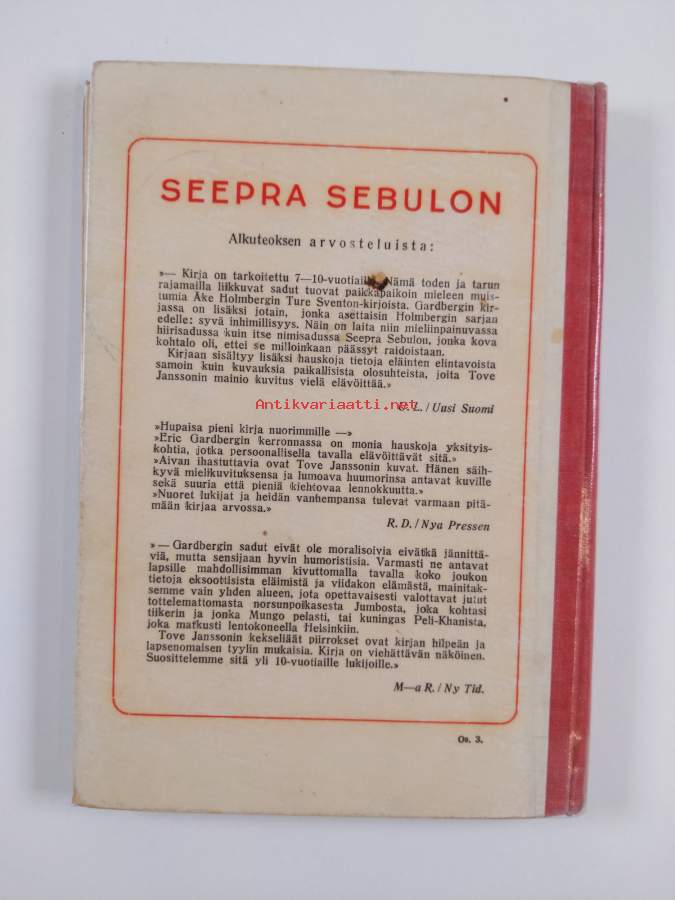 SEEPRA SEBULON
Alkuteoksen arvosteluista:
»— Kirja on tarkoitettu 7—10-vuotiaille. Nämä toden ja tarun
rajamailla liikkuvat sadut tuovat paikkapaikoin mieleen muis-
tumia Åke Holmbergin Ture Sventon-kirjoista. Gardbergin kir-
jassa on lisäksi jotain, jonka asettaisin Holmbergin sarjan
edelle: syvä inhimillisyys. Näin on laita niin mieliinpainuvassa
hiirisadussa kuin itse nimisadussa Seepra Sebulon, jonka kova
kohtalo oli, ettei se milloinkaan päässyt raidoistaan.
Kirjaan sisältyy lisäksi hauskoja tietoja eläinten elintavoista
samoin kuin kuvauksia paikallisista olosuhteista, joita Tove
Janssonin mainio kuvitus vielä elävöittää.»
Antikvariaatti.net
L./Uusi Suomi
»Hupaisa pieni kirja nuorimmille —»
»Eric Gardbergin kerronnassa on monia hauskoja yksityis-
kohtia, jotka persoonallisella tavalla elävöittävät sitä.»
»Aivan ihastuttavia ovat Tove Janssonin kuvat. Hänen säih-
kyvä mielikuvituksensa ja lumoava huumorinsa antavat kuville
sekä suuria että pieniä kiehtovaa lennokkuutta.»
»Nuoret lukijat ja heidän vanhempansa tulevat varmaan pitä-
mään kirjaa arvossa.»
R. D./Nya Pressen
»— Gardbergin sadut eivät ole moralisoivia eivätkä jännittä-
viä, mutta sensijaan hyvin humoristisia. Varmasti ne antavat
lapsille mahdollisimman kivuttomalla tavalla koko joukon
tietoja eksoottisista eläimistä ja viidakon elämästä, mainitak-
semme vain yhden alueen, jota opettavaisesti valottavat jutut
tottelemattomasta norsunpoikasesta Jumbosta, joka kohtasi
tiikerin ja jonka Mungo pelasti, tai kuningas Peli-Khanista,
joka matkusti lentokoneella Helsinkiin.
Tove Janssonin kekseliäät piirrokset ovat kirjan hilpeän ja
lapsenomaisen tyylin mukaisia. Kirja on viehättävän näköinen.
Suosittelemme sitä yli 10-vuotiaille lukijoille.»
M—a R./Ny Tid.
Os. 3.